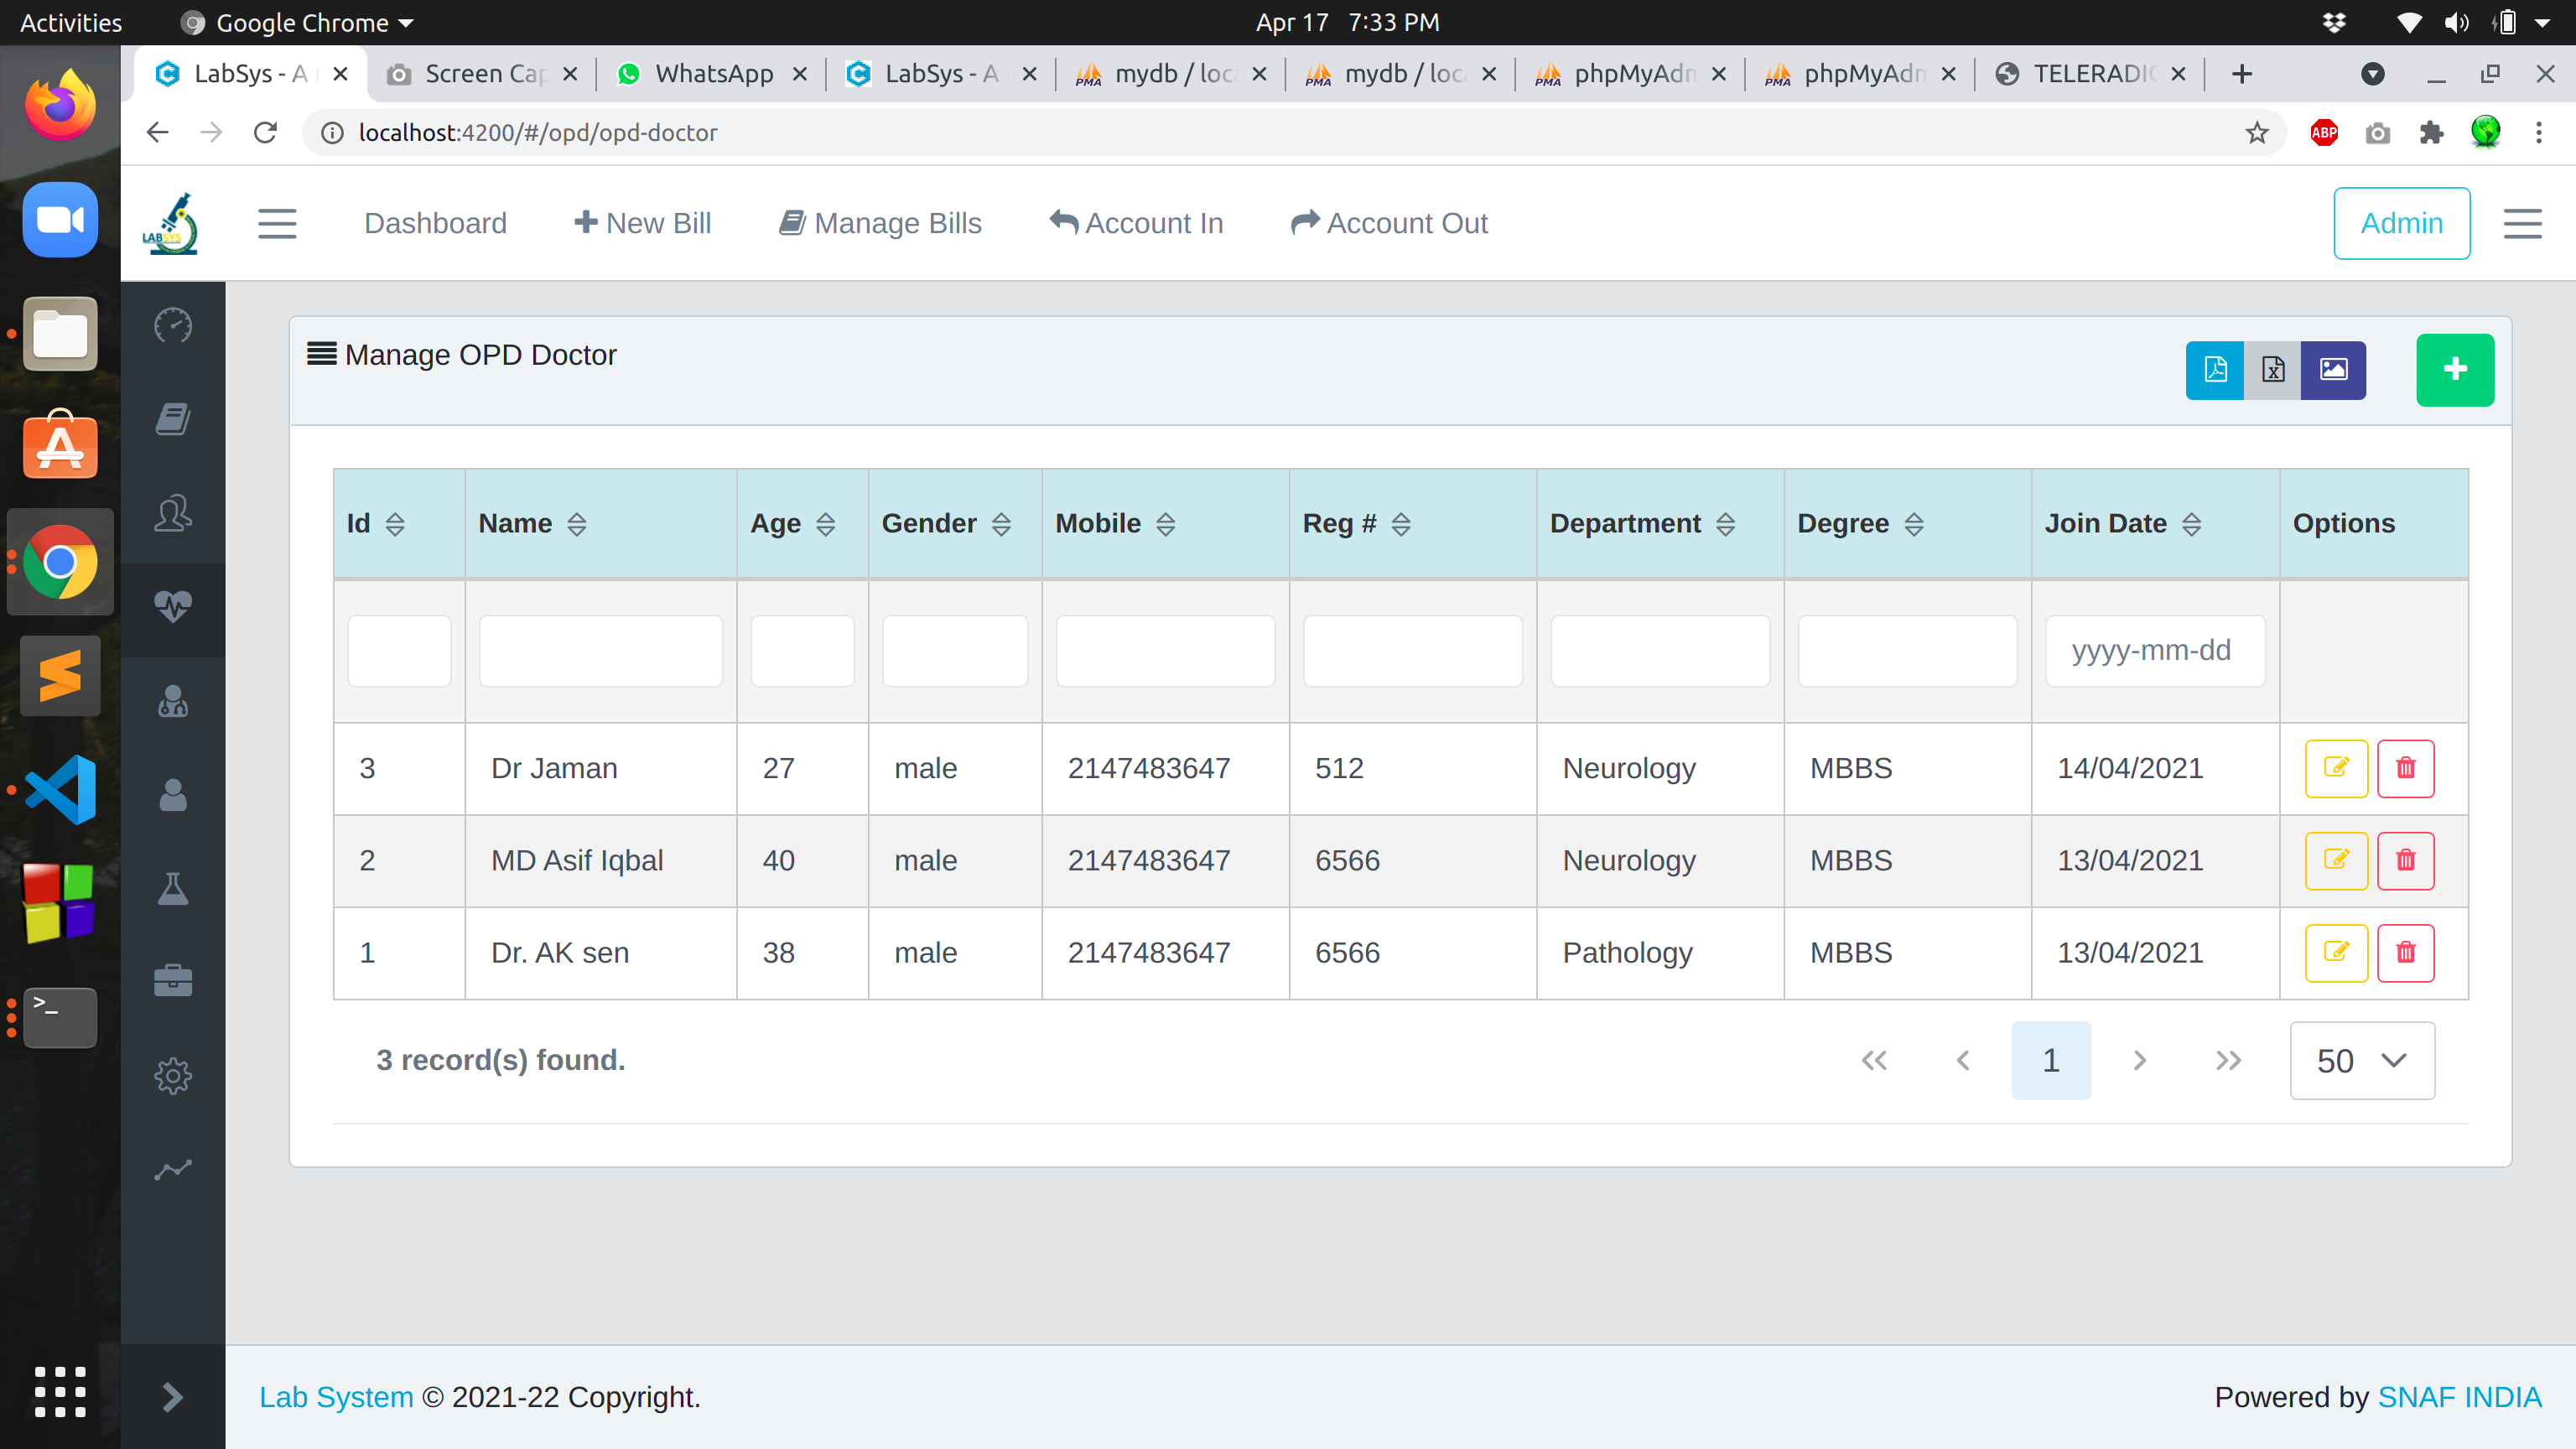 Activities Google Chrome Apr 17 7:33 PM
LabSys - A Screen Cap WhatsApp LabSys - A mydb / loc mydb / loc phpMyAdm phpMyAdm TELERADIO
localhost:4200/#/opd/opd-doctor ABP
LABSYS Dashboard New Bill Manage Bills Account In Account Out Admin
Manage OPD Doctor
Id Name Age Gender Mobile Reg # Department Degree Join Date Options
yyyy-mm-dd
3 Dr Jaman 27 male 2147483647 512 Neurology MBBS 14/04/2021
2 MD Asif Iqbal 40 male 2147483647 6566 Neurology MBBS 13/04/2021
1 Dr. AK sen 38 male 2147483647 6566 Pathology MBBS 13/04/2021
3 record(s) found. 1 50
Lab System © 2021-22 Copyright. Powered by SNAF INDIA